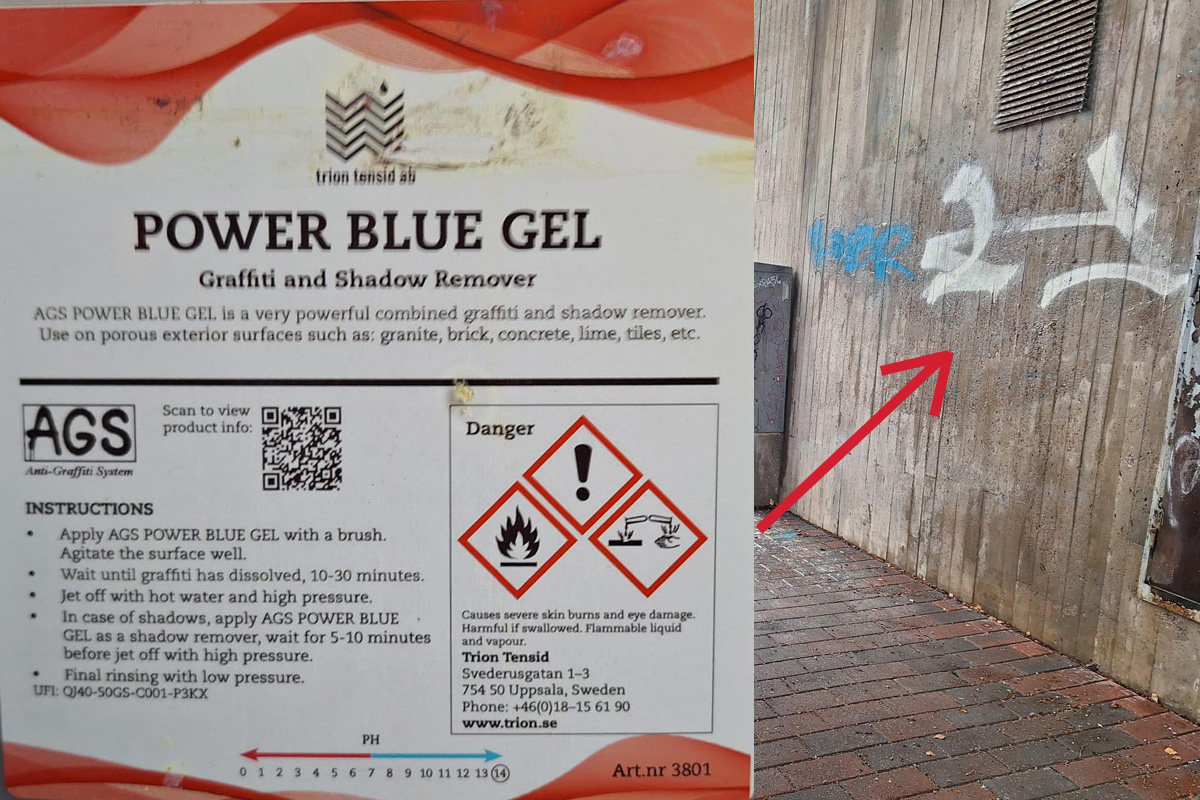 trion tensid ab
POWER BLUE GEL
Graffiti and Shadow Remover
AGS POWER BLUE GEL is a very powerful combined graffiti and shadow remover.
Use on porous exterior surfaces such as: granite, brick, concrete, lime, tiles, etc.
AGS
Anti-Graffiti System
Scan to view
product info:
INSTRUCTIONS
• Apply AGS POWER BLUE GEL with a brush.
Agitate the surface well.
• Wait until graffiti has dissolved, 10-30 minutes.
• Jet off with hot water and high pressure.
• In case of shadows, apply AGS POWER BLUE
GEL as a shadow remover, wait for 5-10 minutes
before jet off with high pressure.
• Final rinsing with low pressure.
UFI: QJ40-50GS-C001-P3KX
Danger
Causes severe skin burns and eye damage.
Harmful if swallowed. Flammable liquid
and vapour.
Trion Tensid
Svederusgatan 1–3
754 50 Uppsala, Sweden
Phone: +46(0)18–15 61 90
www.trion.se
PH
0 1 2 3 4 5 6 7 8 9 10 11 12 13 14
Art.nr 3801